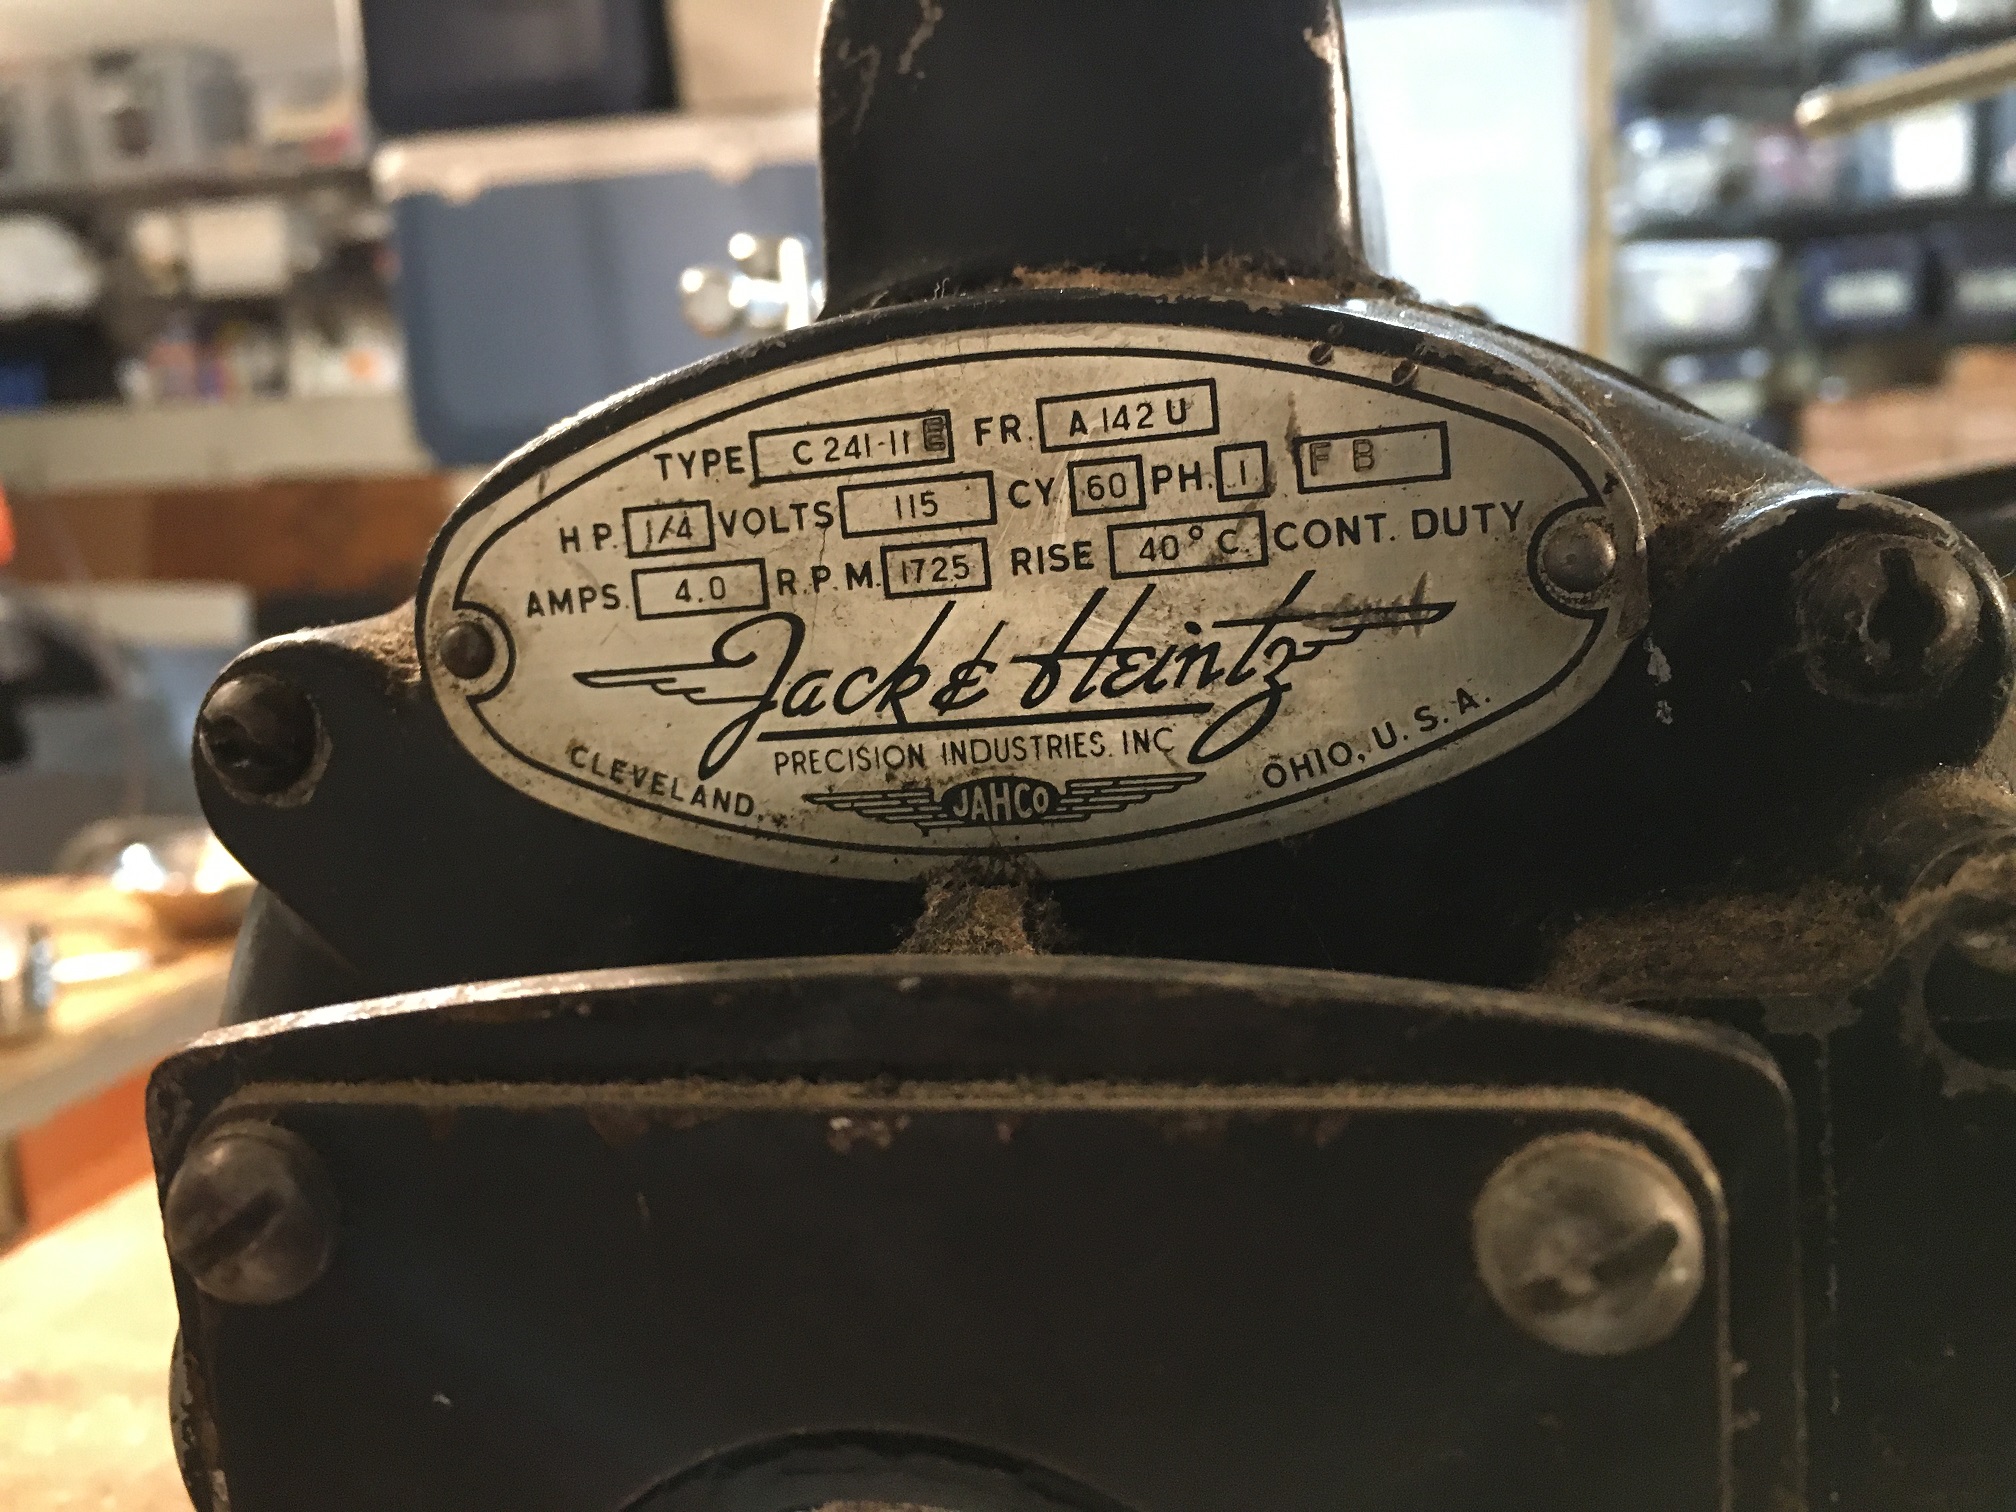 TYPE C 241-11 FR. A 142 U
H.P. 1/4 VOLTS 115 CY 60 PH. 1 F B
AMPS. 4.0 R.P.M. 1725 RISE 40° C. CONT. DUTY
Jack & Heintz
PRECISION INDUSTRIES. INC
CLEVELAND, OHIO, U.S.A.
JAHCo